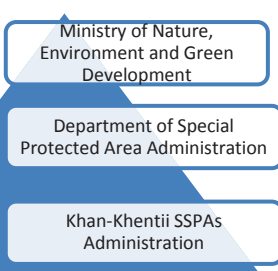 Ministry of Nature,
Environment and Green
Development
Department of Special
Protected Area Administration
Khan-Khentii SSPAs
Administration